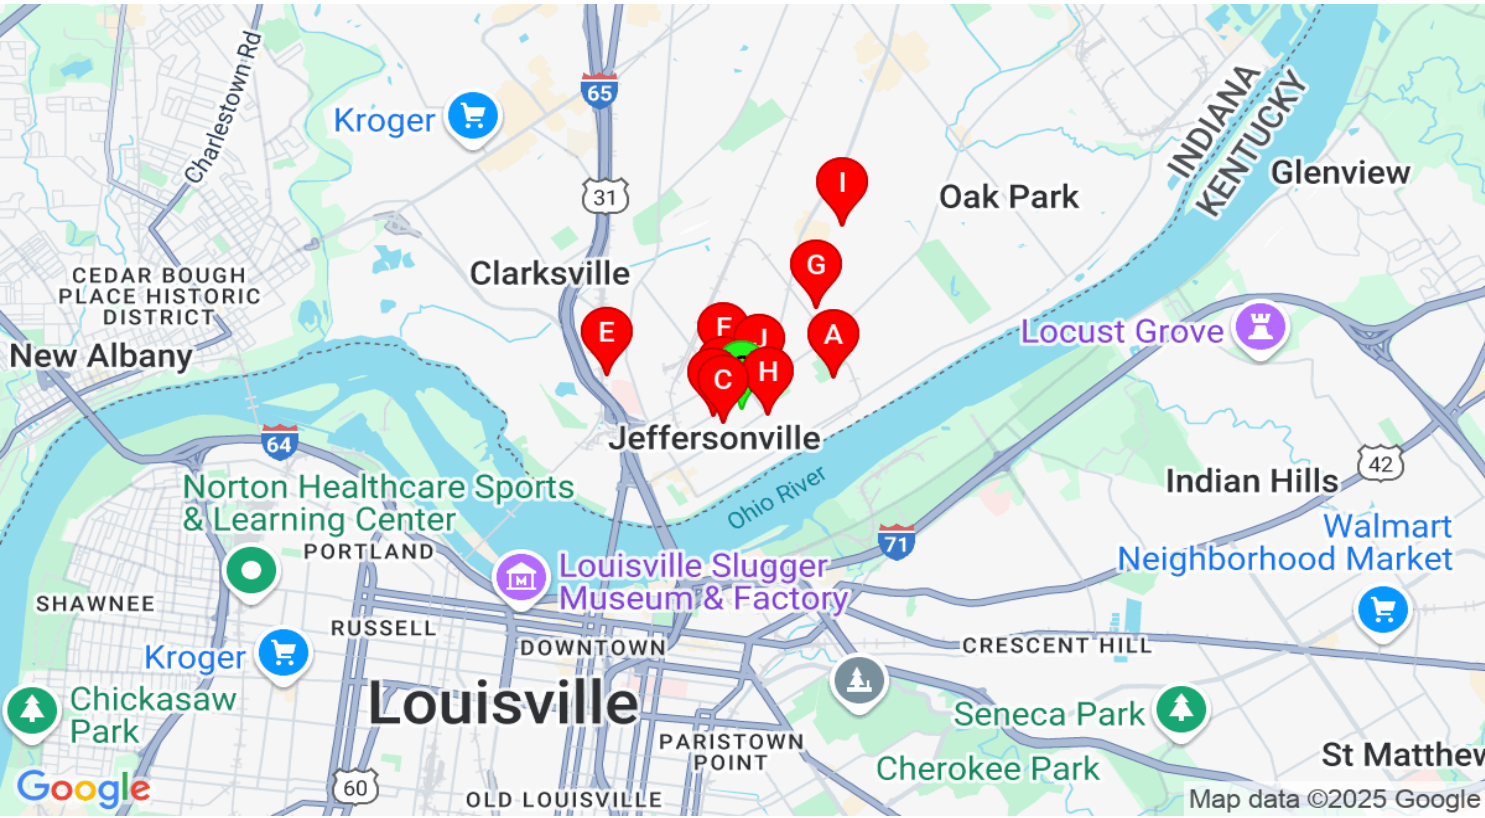 Charlestown Rd
65
Kroger
INDIANA
KENTUCKY
Glenview
I
Oak Park
31
Clarksville
G
CEDAR BOUGH
PLACE HISTORIC
DISTRICT
E
F
J
A
Locust Grove
New Albany
C
H
Jeffersonville
64
42
Norton Healthcare Sports
& Learning Center
Indian Hills
Ohio River
Walmart
Neighborhood Market
71
PORTLAND
Louisville Slugger
Museum & Factory
M
SHAWNEE
RUSSELL
DOWNTOWN
CRESCENT HILL
Kroger
Chickasaw
Park
Louisville
Seneca Park
PARISTOWN
POINT
St Matthew
Cherokee Park
Google
60
OLD LOUISVILLE
Map data ©2025 Google